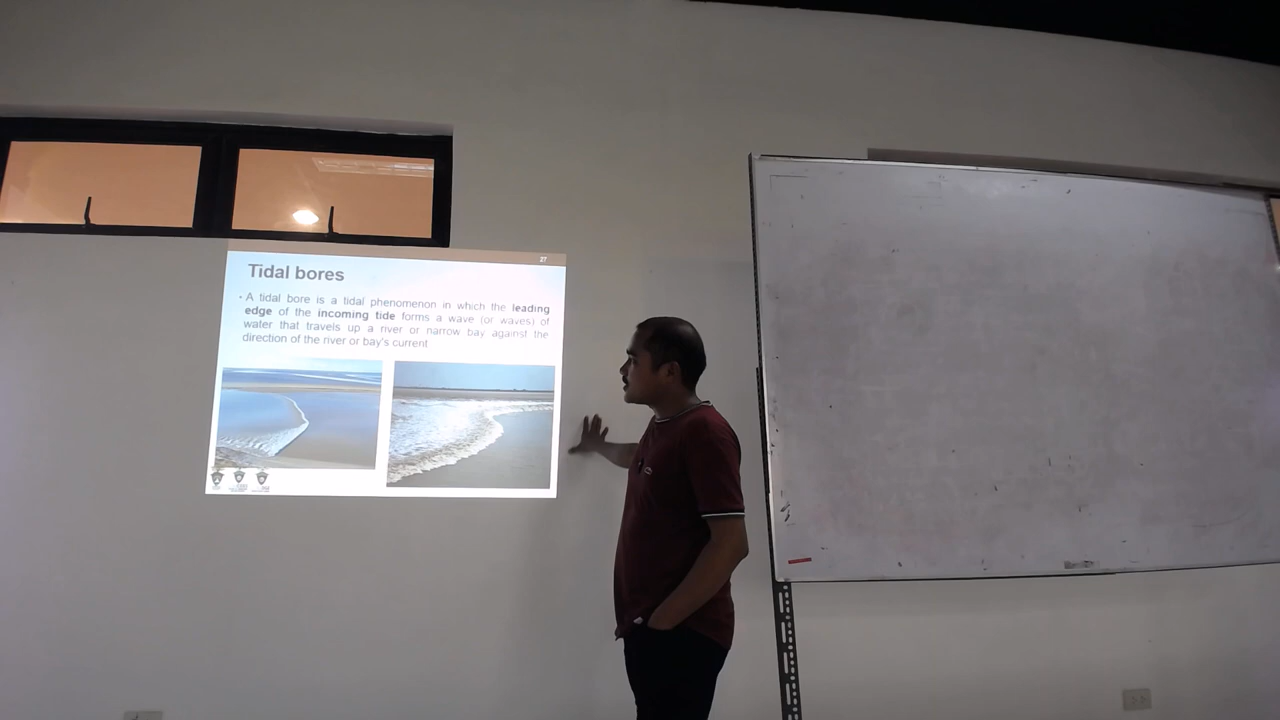 27
Tidal bores
• A tidal bore is a tidal phenomenon in which the leading
edge of the incoming tide forms a wave (or waves) of
water that travels up a river or narrow bay against the
direction of the river or bay's current